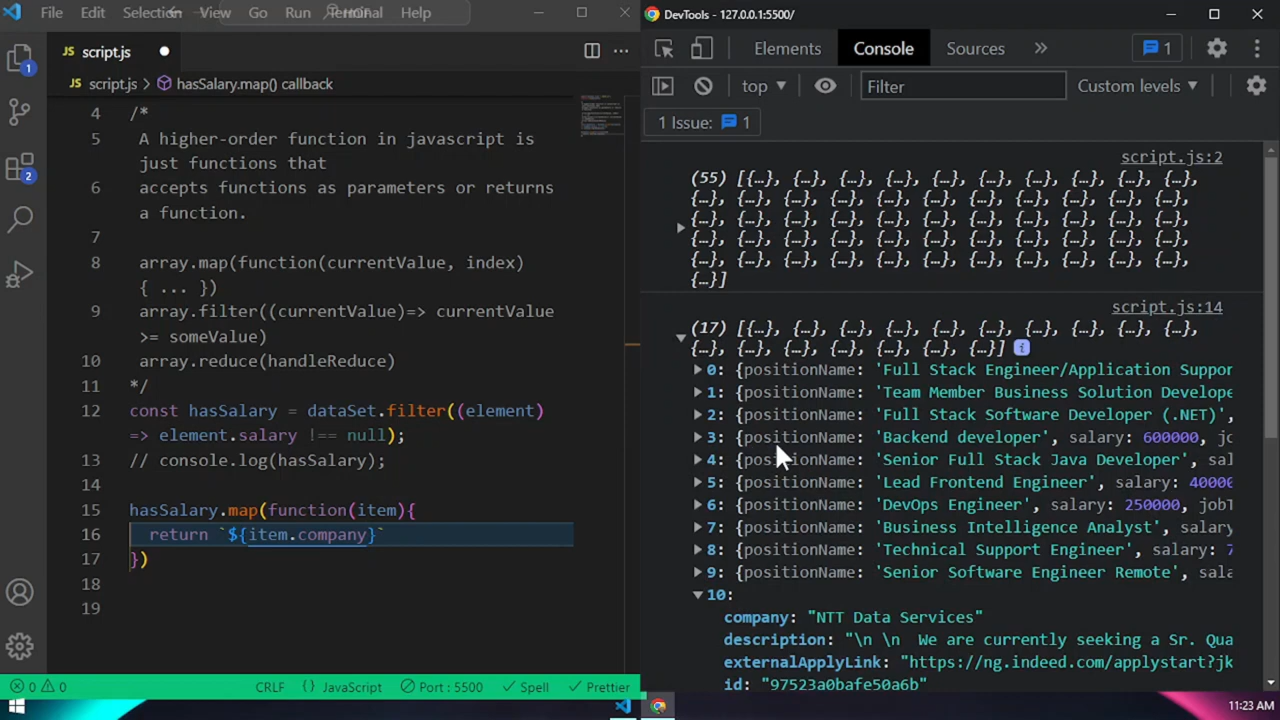 File Edit Selection View Go Run Terminal Help
DevTools - 127.0.0.1:5500/
JS script.js
Elements Console Sources » 1
JS script.js > hasSalary.map() callback
top Filter Custom levels
1 Issue: 1
4 /*
5 A higher-order function in javascript is
just functions that
6 accepts functions as parameters or returns
a function.
7
8 array.map(function(currentValue, index)
{ ... })
9 array.filter((currentValue)=> currentValue
>= someValue)
10 array.reduce(handleReduce)
11 */
12 const hasSalary = dataSet.filter((element)
=> element.salary !== null);
13 // console.log(hasSalary);
14
15 hasSalary.map(function(item){
16 return `${item.company}`
17 })
18
19
1
2
script.js:2
(55) [{…}, {…}, {…}, {…}, {…}, {…}, {…}, {…}, {…}, {…},
{…}, {…}, {…}, {…}, {…}, {…}, {…}, {…}, {…}, {…}, {…},
{…}, {…}, {…}, {…}, {…}, {…}, {…}, {…}, {…}, {…}, {…},
{…}, {…}, {…}, {…}, {…}, {…}, {…}, {…}, {…}, {…}, {…},
{…}, {…}, {…}, {…}, {…}, {…}, {…}, {…}, {…}, {…}, {…},
{…}]
script.js:14
(17) [{…}, {…}, {…}, {…}, {…}, {…}, {…}, {…}, {…}, {…},
{…}, {…}, {…}, {…}, {…}, {…}, {…}] i
0: {positionName: 'Full Stack Engineer/Application Suppor
1: {positionName: 'Team Member Business Solution Develope
2: {positionName: 'Full Stack Software Developer (.NET)',
3: {positionName: 'Backend developer', salary: 600000, jo
4: {positionName: 'Senior Full Stack Java Developer', sal
5: {positionName: 'Lead Frontend Engineer', salary: 40000
6: {positionName: 'DevOps Engineer', salary: 250000, jobT
7: {positionName: 'Business Intelligence Analyst', salary
8: {positionName: 'Technical Support Engineer', salary: 7
9: {positionName: 'Senior Software Engineer Remote', sala
10:
company: "NTT Data Services"
description: "\n \n We are currently seeking a Sr. Qua
externalApplyLink: "https://ng.indeed.com/applystart?jk
id: "97523a0bafe50a6b"
0 0 CRLF {} JavaScript Port : 5500 Spell Prettier
11:23 AM